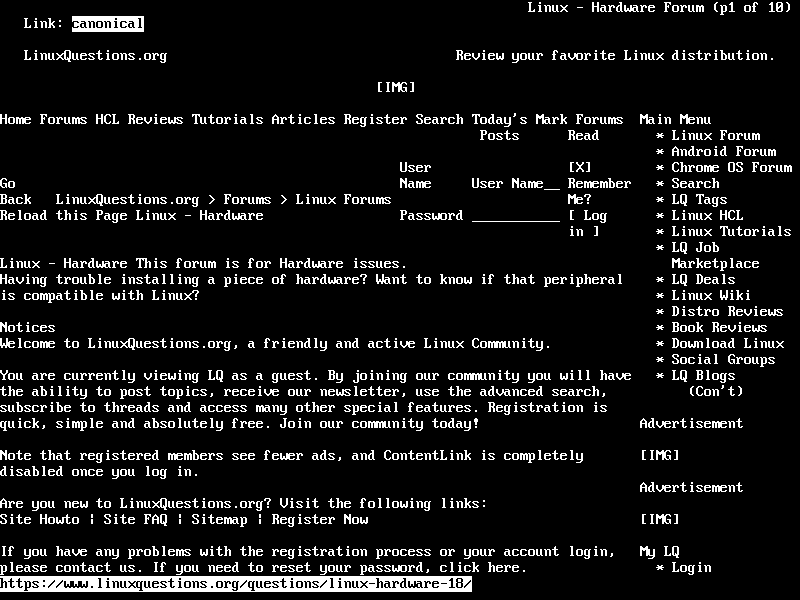 Linux - Hardware Forum (p1 of 10)
Link: canonical
LinuxQuestions.org Review your favorite Linux distribution.
[IMG]
Home Forums HCL Reviews Tutorials Articles Register Search Today's Mark Forums Main Menu
Posts Read * Linux Forum
* Android Forum
User [X] * Chrome OS Forum
Go Name User Name__ Remember * Search
Back LinuxQuestions.org > Forums > Linux Forums Me? * LQ Tags
Reload this Page Linux - Hardware Password ___________ [ Log * Linux HCL
in ] * Linux Tutorials
* LQ Job
Linux - Hardware This forum is for Hardware issues. Marketplace
Having trouble installing a piece of hardware? Want to know if that peripheral * LQ Deals
is compatible with Linux? * Linux Wiki
* Distro Reviews
Notices * Book Reviews
Welcome to LinuxQuestions.org, a friendly and active Linux Community. * Download Linux
* Social Groups
You are currently viewing LQ as a guest. By joining our community you will have * LQ Blogs
the ability to post topics, receive our newsletter, use the advanced search, (Con't)
subscribe to threads and access many other special features. Registration is
quick, simple and absolutely free. Join our community today! Advertisement
Note that registered members see fewer ads, and ContentLink is completely [IMG]
disabled once you log in.
Advertisement
Are you new to LinuxQuestions.org? Visit the following links:
Site Howto | Site FAQ | Sitemap | Register Now [IMG]
If you have any problems with the registration process or your account login, My LQ
please contact us. If you need to reset your password, click here. * Login
https://www.linuxquestions.org/questions/linux-hardware-18/